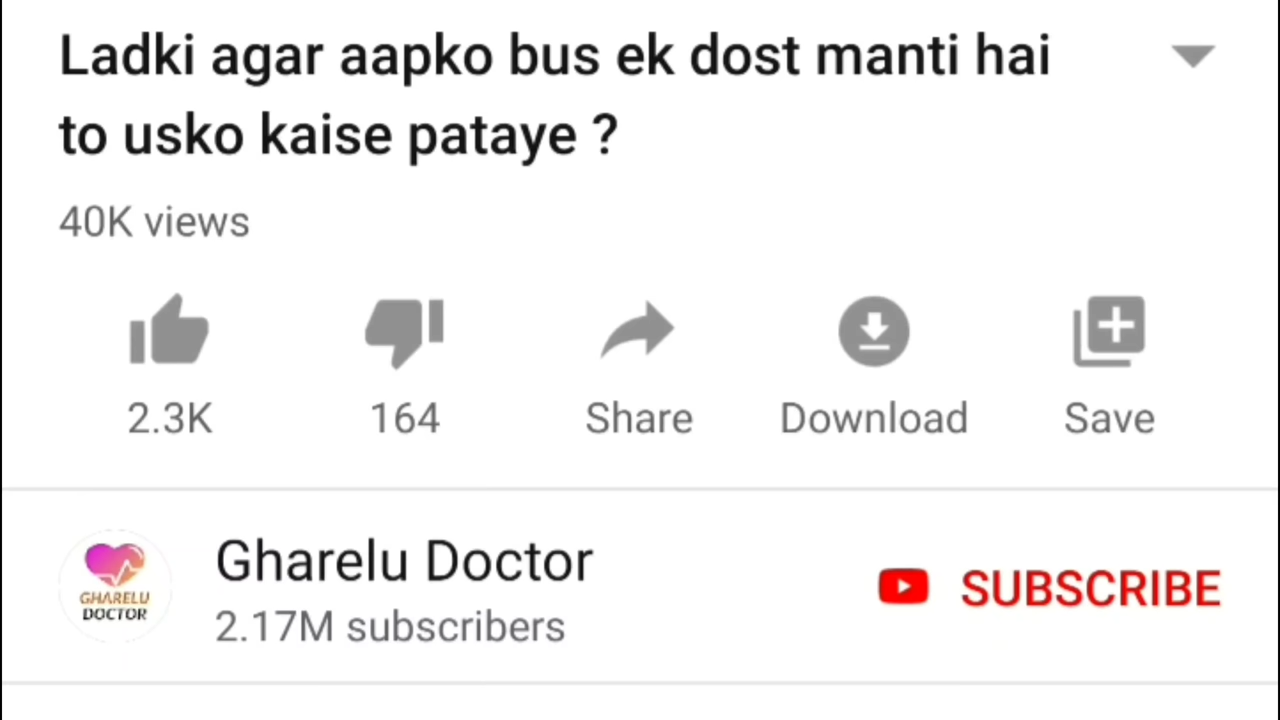 Ladki agar aapko bus ek dost manti hai
to usko kaise pataye ?
40K views
2.3K
164
Share
Download
Save
GHARELU
DOCTOR
Gharelu Doctor
2.17M subscribers
SUBSCRIBE